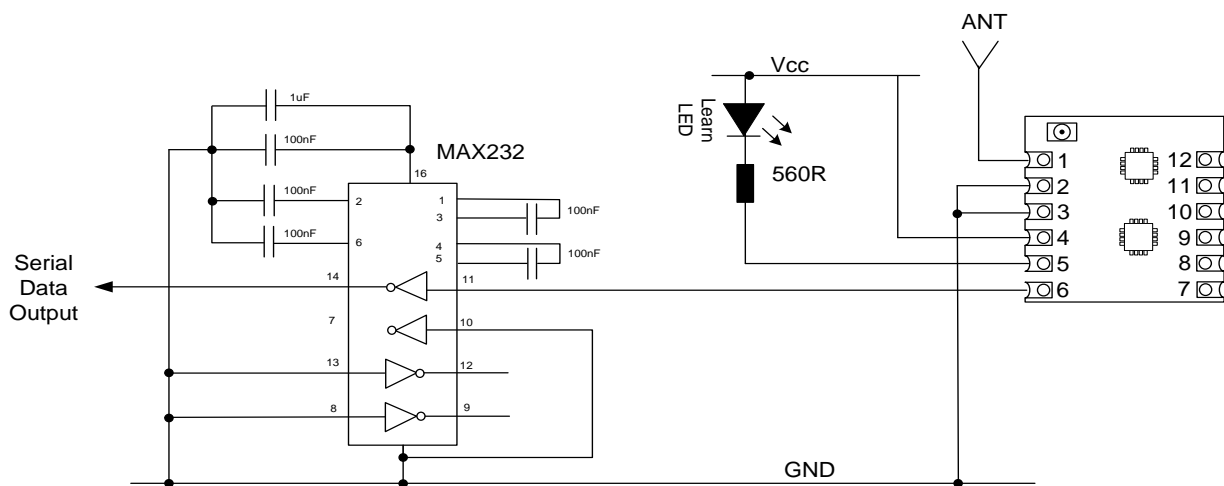 ANT
Vcc
1uF
Learn
LED
100nF
MAX232
16
560R
1
12
100nF
2
1
100nF
3
2
11
100nF
6
3
10
4
100nF
5
4
9
Serial
Data
Output
14
11
5
8
6
7
7
10
13
12
8
9
GND